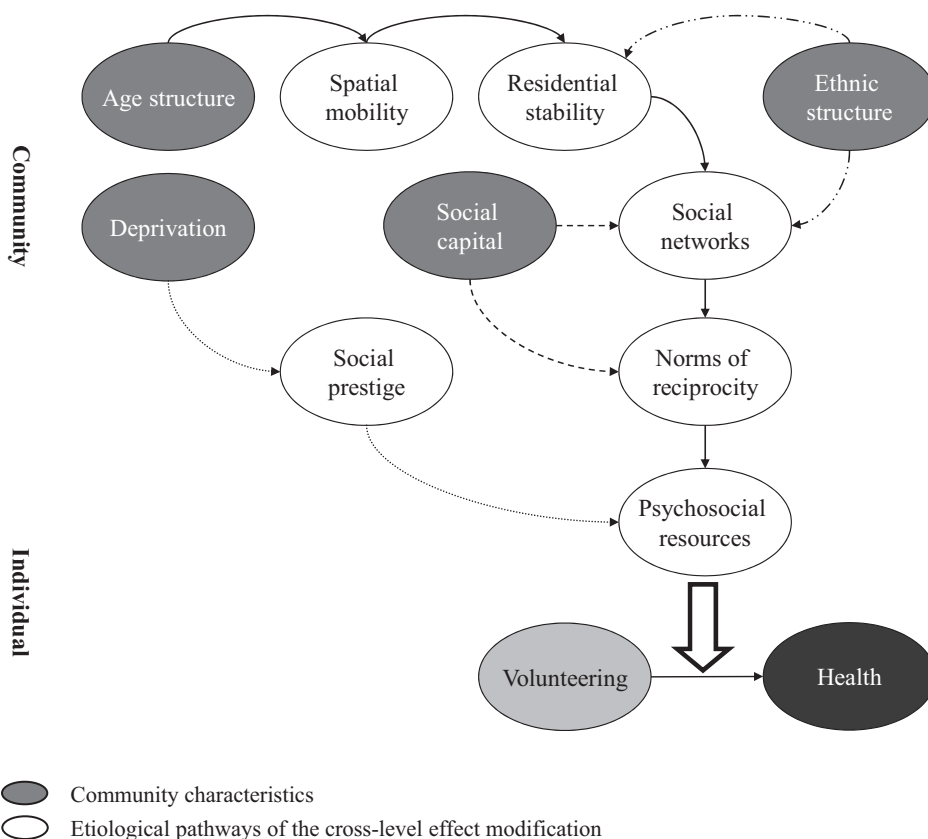 Age structure
Spatial
mobility
Residential
stability
Ethnic
structure
Community
Deprivation
Social
capital
Social
networks
Social
prestige
Norms of
reciprocity
Psychosocial
resources
Individual
Volunteering
Health
Community characteristics
Etiological pathways of the cross-level effect modification